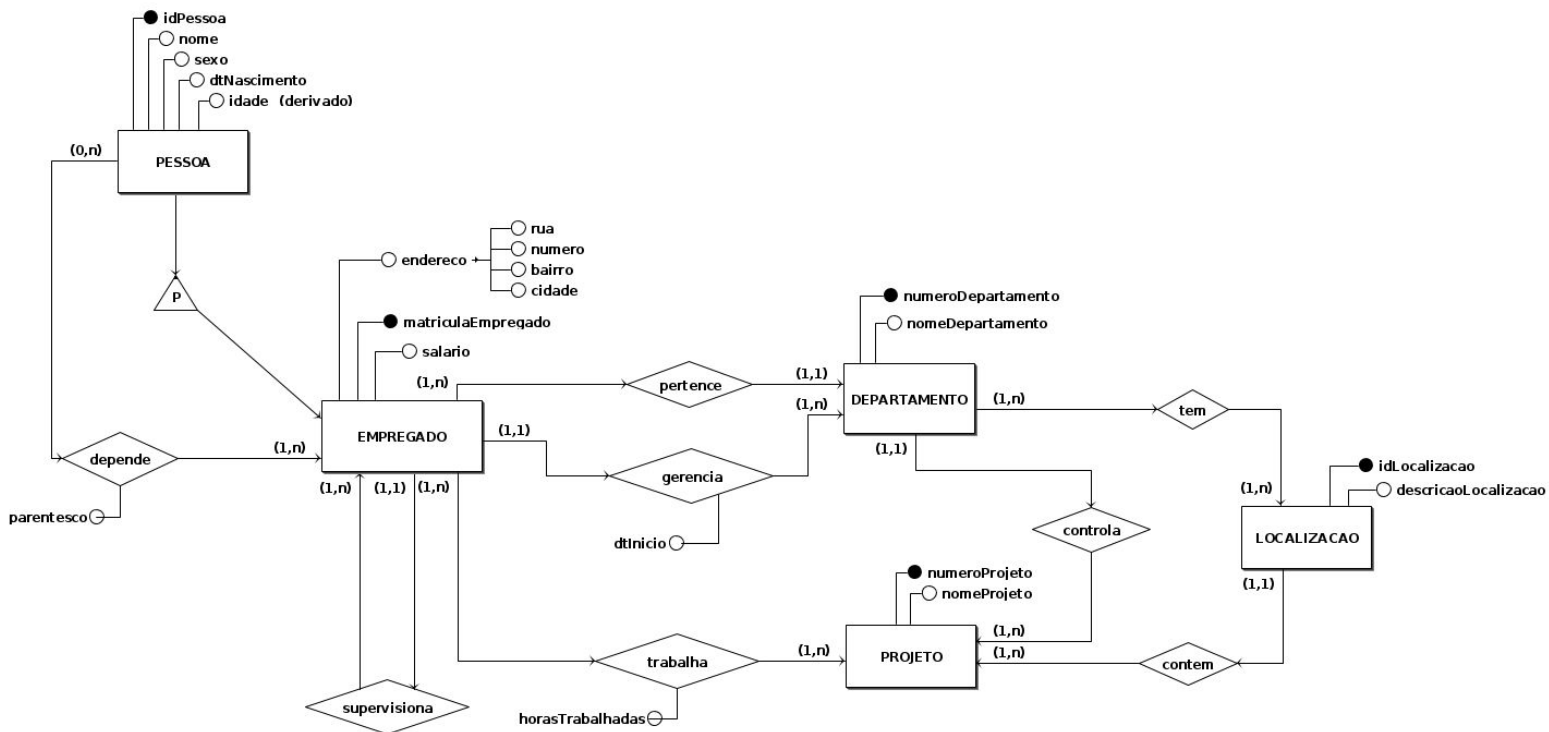 idPessoa
nome
sexo
dtNascimento
idade (derivado)
(0,n)
PESSOA
P
rua
endereco
numero
bairro
cidade
matriculaEmpregado
salario
(1,n)
pertence
(1,1)
numeroDepartamento
nomeDepartamento
DEPARTAMENTO
(1,n)
(1,n)
tem
EMPREGADO
(1,1)
gerencia
(1,1)
dtInicio
depende
(1,n)
parentesco
(1,n)
(1,1)
(1,n)
controla
idLocalizacao
descricaoLocalizacao
(1,n)
LOCALIZACAO
(1,1)
numeroProjeto
nomeProjeto
(1,n)
PROJETO
(1,n)
contem
trabalha
(1,n)
horasTrabalhadas
supervisiona